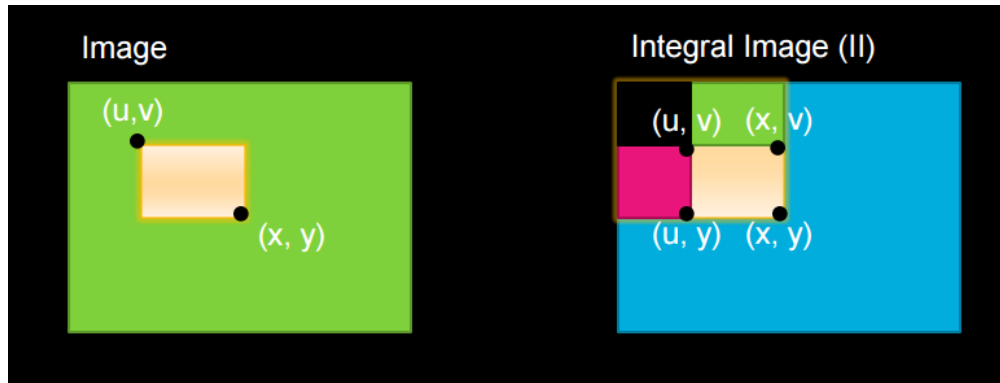 Image
(u,v)
(x, y)
Integral Image (II)
(u, v) (x, v)
(u, y) (x, y)